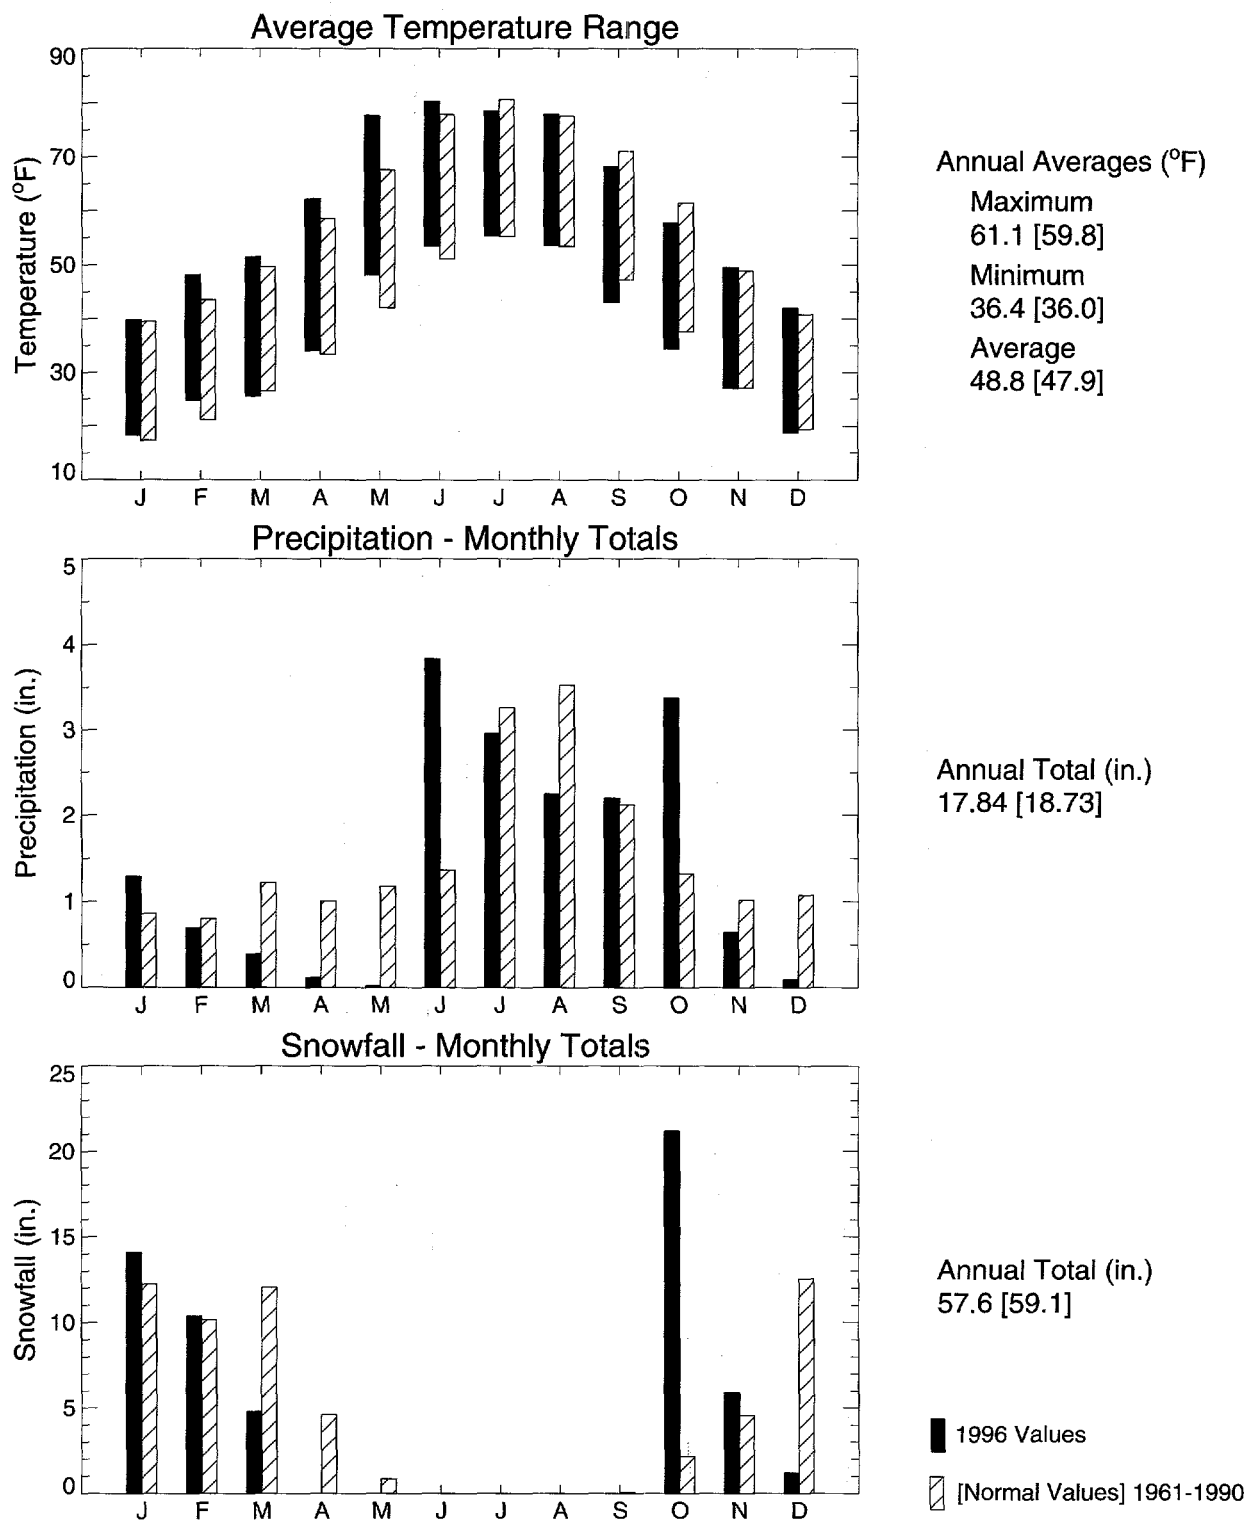 Average Temperature Range
90
70
50
30
10
Temperature (°F)
J F M A M J J A S O N D
Annual Averages (°F)
Maximum
61.1 [59.8]
Minimum
36.4 [36.0]
Average
48.8 [47.9]
Precipitation - Monthly Totals
5
4
3
2
1
0
Precipitation (in.)
J F M A M J J A S O N D
Annual Total (in.)
17.84 [18.73]
Snowfall - Monthly Totals
25
20
15
10
5
0
Snowfall (in.)
J F M A M J J A S O N D
Annual Total (in.)
57.6 [59.1]
1996 Values
[Normal Values] 1961-1990